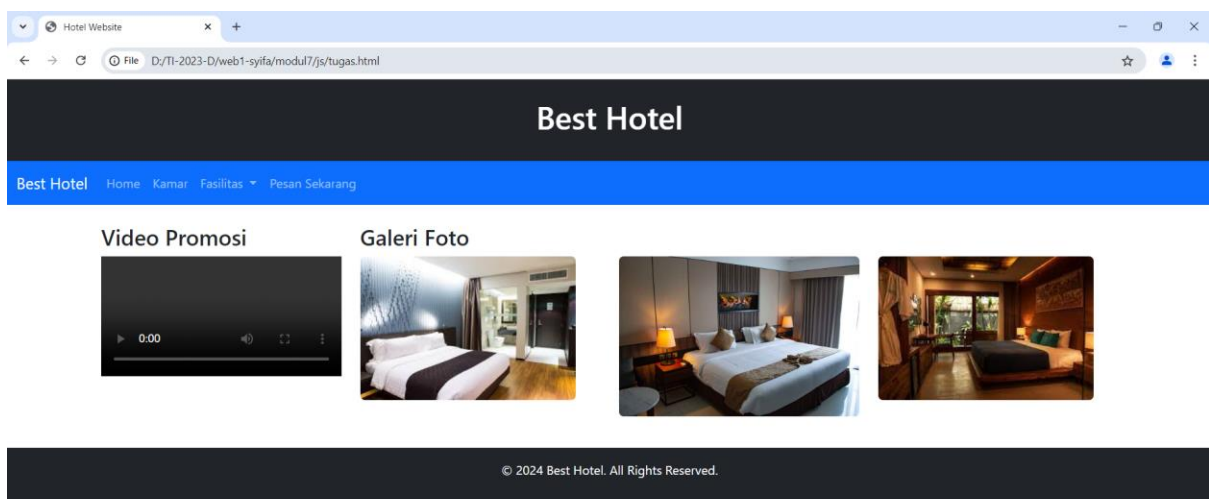 Hotel Website
File D:/TI-2023-D/web1-syifa/modul7/js/tugas.html
Best Hotel
Best Hotel Home Kamar Fasilitas Pesan Sekarang
Video Promosi Galeri Foto
0:00
© 2024 Best Hotel. All Rights Reserved.